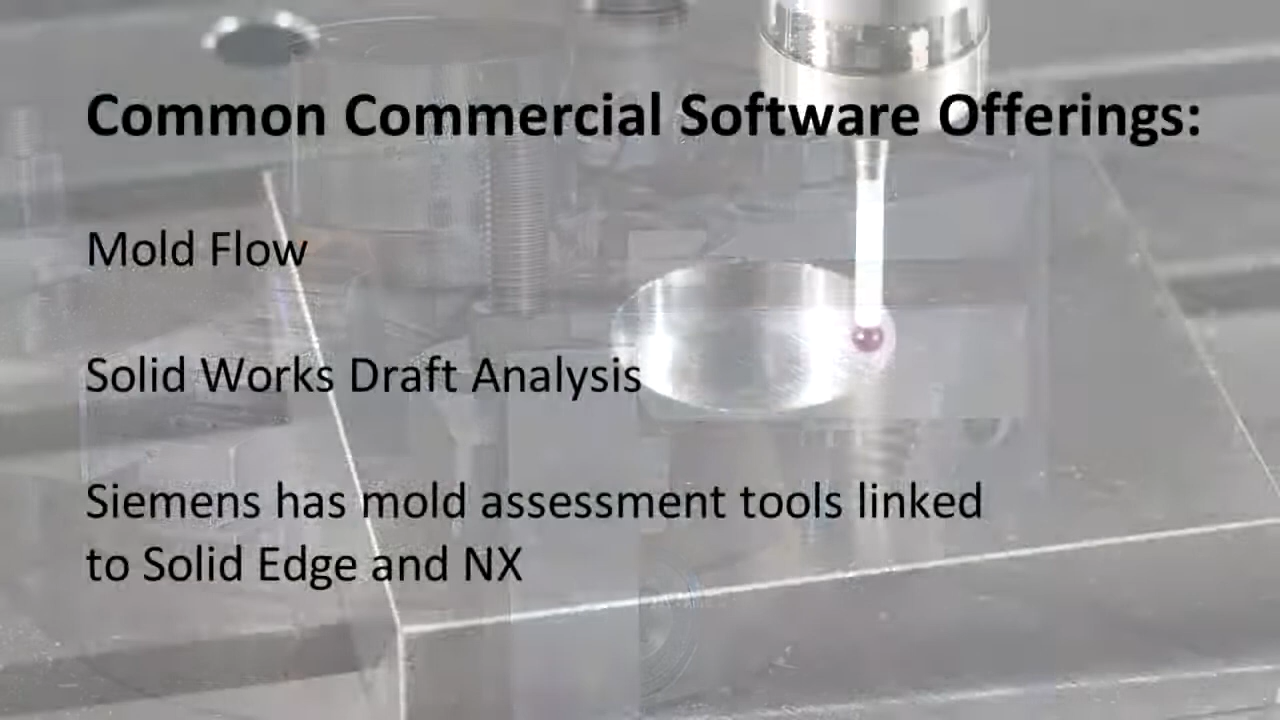 Common Commercial Software Offerings:
Mold Flow
Solid Works Draft Analysis
Siemens has mold assessment tools linked
to Solid Edge and NX